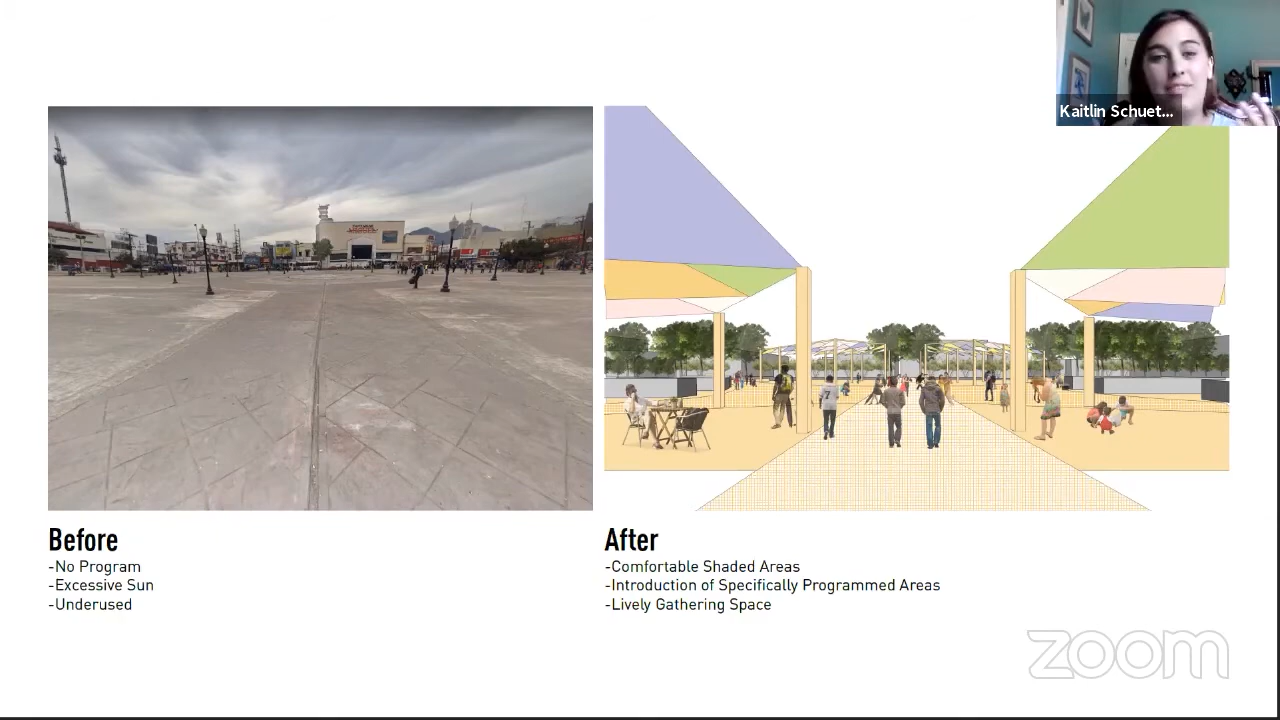 Kaitlin Schuet...
Before
-No Program
-Excessive Sun
-Underused
After
-Comfortable Shaded Areas
-Introduction of Specifically Programmed Areas
-Lively Gathering Space
zoom